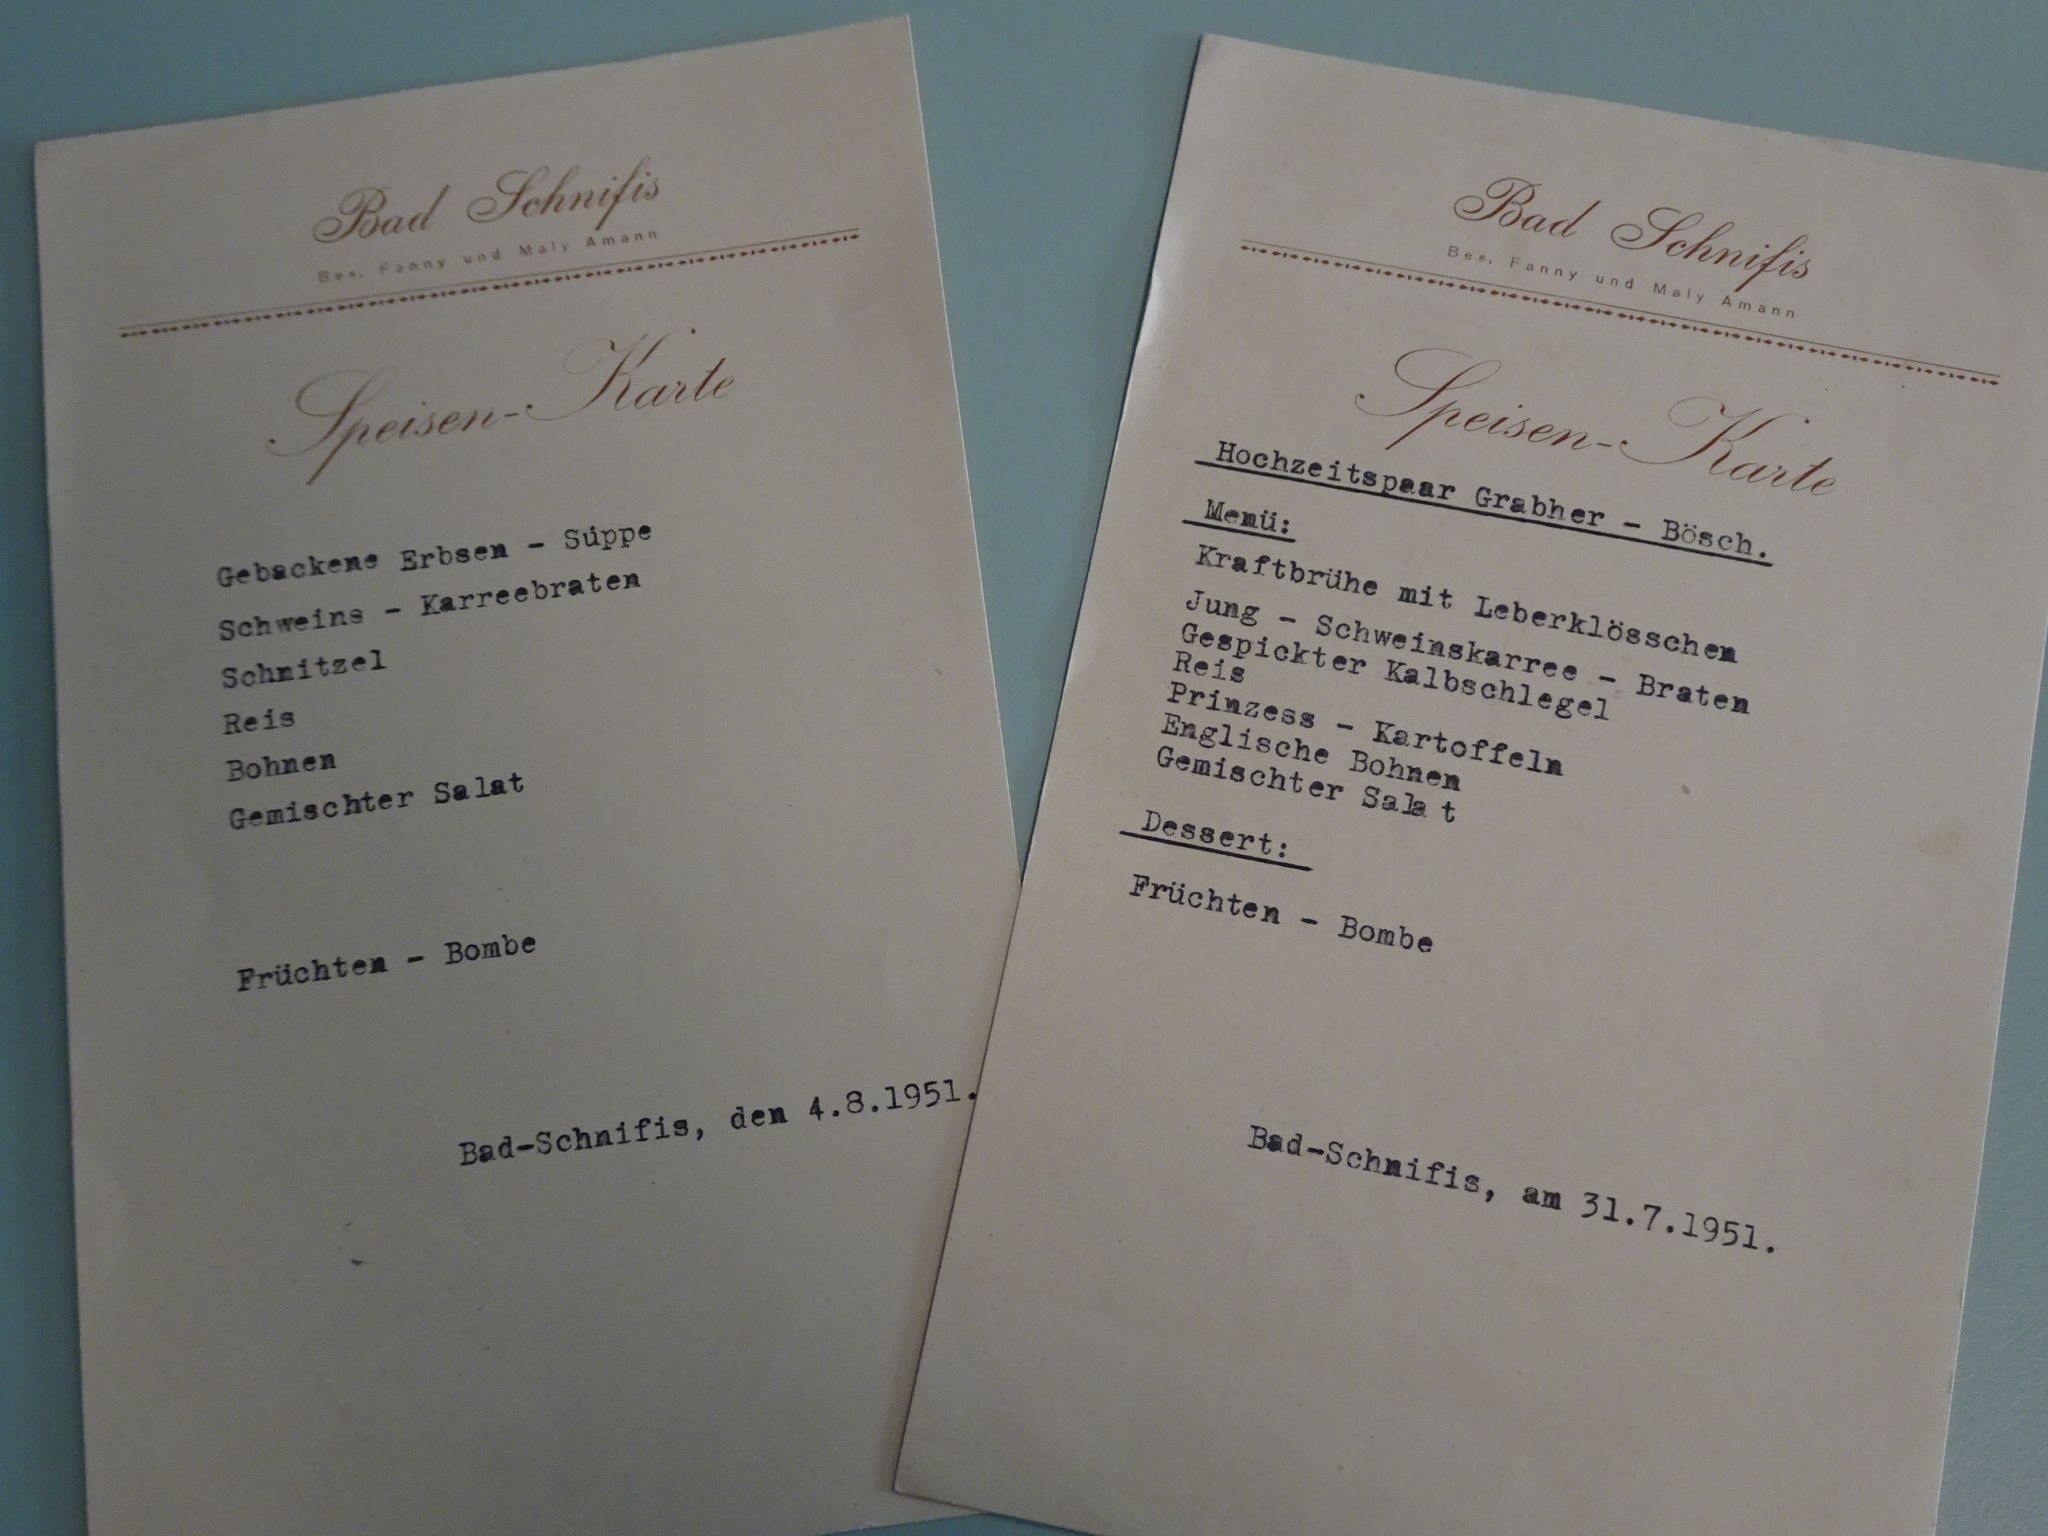 Bad Schnifis
Bes. Fanny und Maly Amann
Speisen-Karte
Gebackene Erbsen - Süppe
Schweins - Karreebraten
Schnitzel
Reis
Bohnen
Gemischter Salat
Früchten - Bombe
Bad-Schnifis, den 4.8.1951.
Bad Schnifis
Bes. Fanny und Maly Amann
Speisen-Karte
Hochzeitspaar Grabher - Bösch.
Menü:
Kraftbrühe mit Leberklösschen
Jung - Schweinskarree - Braten
Gespickter Kalbschlegel
Reis
Prinzess - Kartoffeln
Englische Bohnen
Gemischter Salat
Dessert:
Früchten - Bombe
Bad-Schnifis, am 31.7.1951.